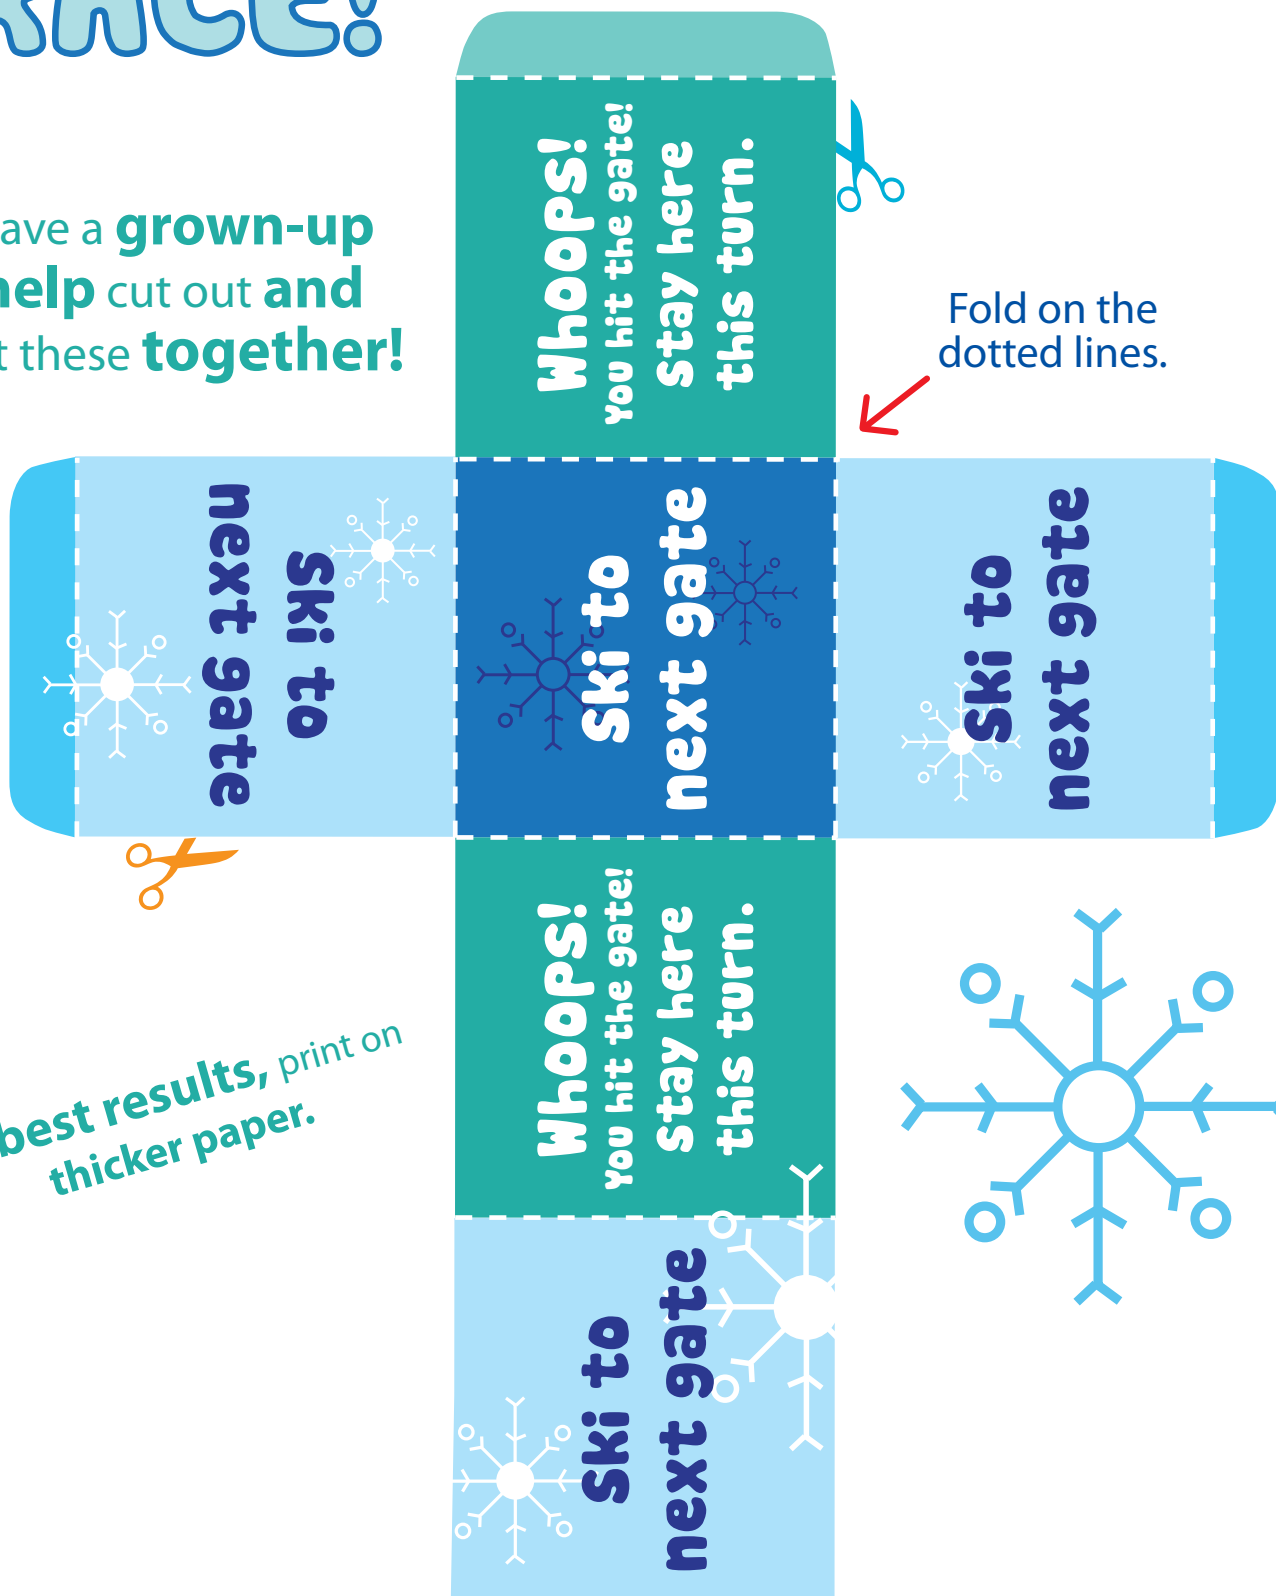 RACE!
ave a grown-up
help cut out and
t these together!
Fold on the
dotted lines.
Whoops!
You hit the gate!
Stay here
this turn.
Ski to
next gate
Ski to
next gate
Ski to
next gate
Whoops!
You hit the gate!
Stay here
this turn.
best results, print on
thicker paper.
Ski to
next gate